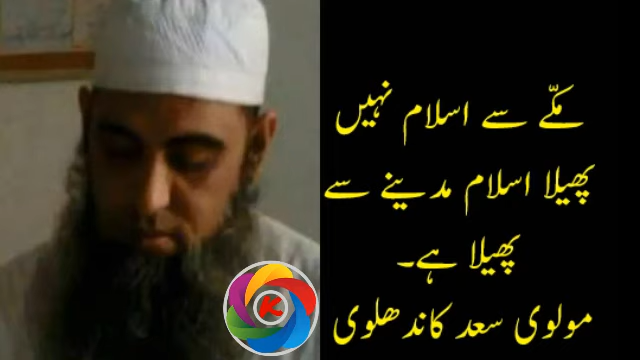 مکّے سے اسلام نہیں
پھیلا اسلام مدینے سے
پھیلا ہے۔
مولوی سعد کاندھلوی
K